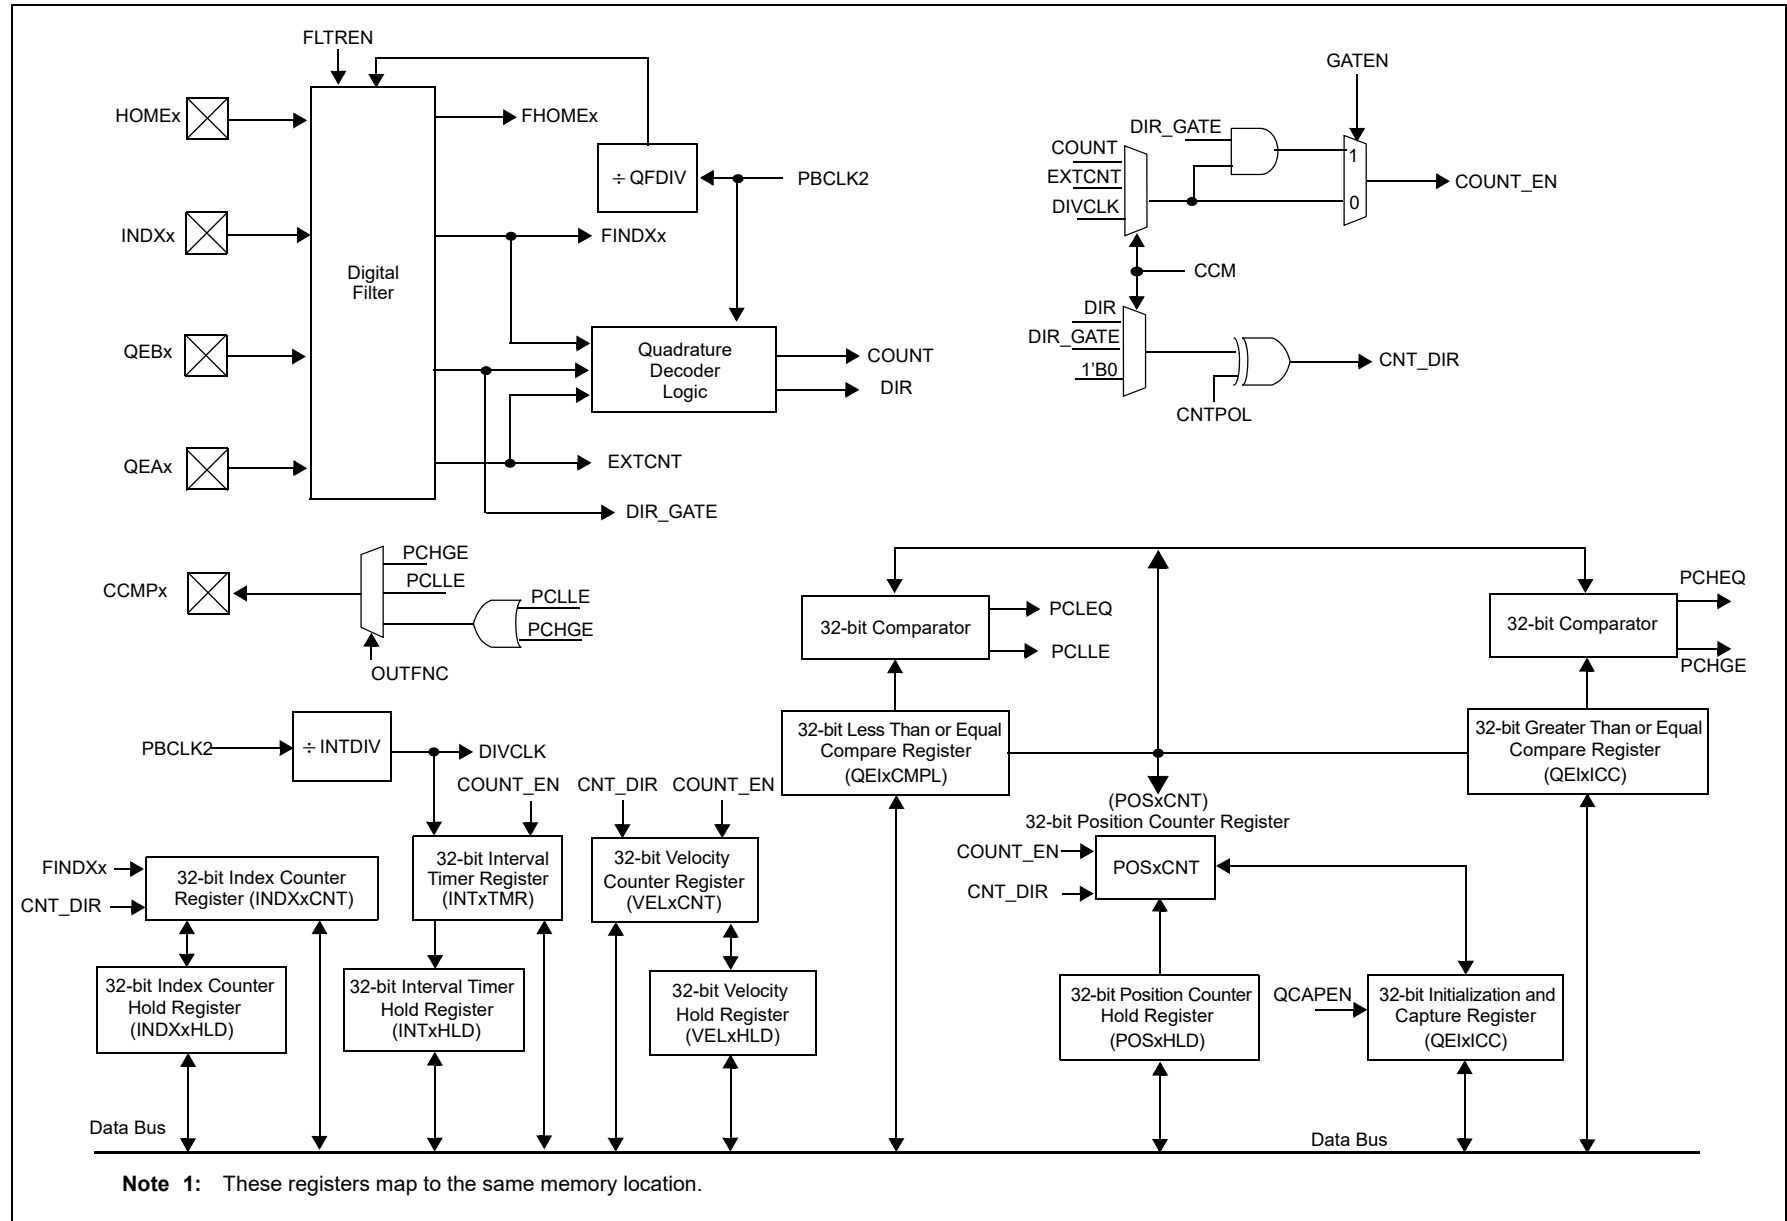 FLTREN
HOMEx
FHOMEx
÷ QFDIV
PBCLK2
INDXx
FINDXx
Digital
Filter
QEBx
Quadrature
Decoder
Logic
COUNT
DIR
QEAx
EXTCNT
DIR_GATE
GATEN
DIR_GATE
COUNT
EXTCNT
DIVCLK
1
0
COUNT_EN
CCM
DIR
DIR_GATE
1'B0
CNT_DIR
CNTPOL
CCMPx
PCHGE
PCLLE
PCLLE
PCHGE
OUTFNC
32-bit Comparator
PCLEQ
PCLLE
32-bit Comparator
PCHEQ
PCHGE
PBCLK2
÷ INTDIV
DIVCLK
32-bit Less Than or Equal
Compare Register
(QEIxCMPL)
32-bit Greater Than or Equal
Compare Register
(QEIxICC)
COUNT_EN
CNT_DIR
COUNT_EN
(POSxCNT)
32-bit Position Counter Register
COUNT_EN
POSxCNT
CNT_DIR
FINDXx
CNT_DIR
32-bit Index Counter
Register (INDXxCNT)
32-bit Interval
Timer Register
(INTxTMR)
32-bit Velocity
Counter Register
(VELxCNT)
32-bit Index Counter
Hold Register
(INDXxHLD)
32-bit Interval Timer
Hold Register
(INTxHLD)
32-bit Velocity
Hold Register
(VELxHLD)
32-bit Position Counter
Hold Register
(POSxHLD)
QCAPEN
32-bit Initialization and
Capture Register
(QEIxICC)
Data Bus
Data Bus
Note 1: These registers map to the same memory location.